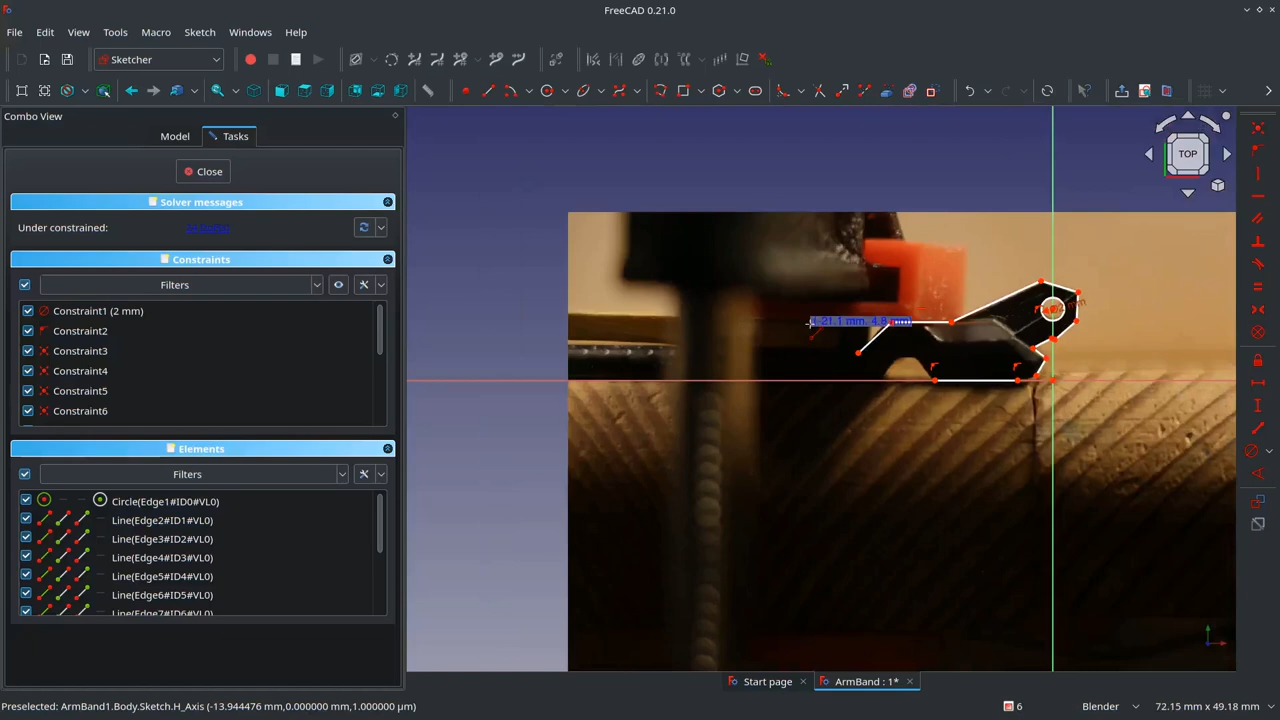 FreeCAD 0.21.0
File Edit View Tools Macro Sketch Windows Help
Sketcher
Combo View
Model Tasks
Close
Solver messages
Under constrained:
Constraints
Filters
Constraint1 (2 mm)
Constraint2
Constraint3
Constraint4
Constraint5
Constraint6
Elements
Filters
Circle(Edge1#ID0#VL0)
Line(Edge2#ID1#VL0)
Line(Edge3#ID2#VL0)
Line(Edge4#ID3#VL0)
Line(Edge5#ID4#VL0)
Line(Edge6#ID5#VL0)
Line(Edge7#ID6#VL0)
TOP
Start page ArmBand : 1*
Preselected: ArmBand1.Body.Sketch.H_Axis (-13.944476 mm,0.000000 mm,1.000000 µm) 6 Blender 72.15 mm x 49.18 mm